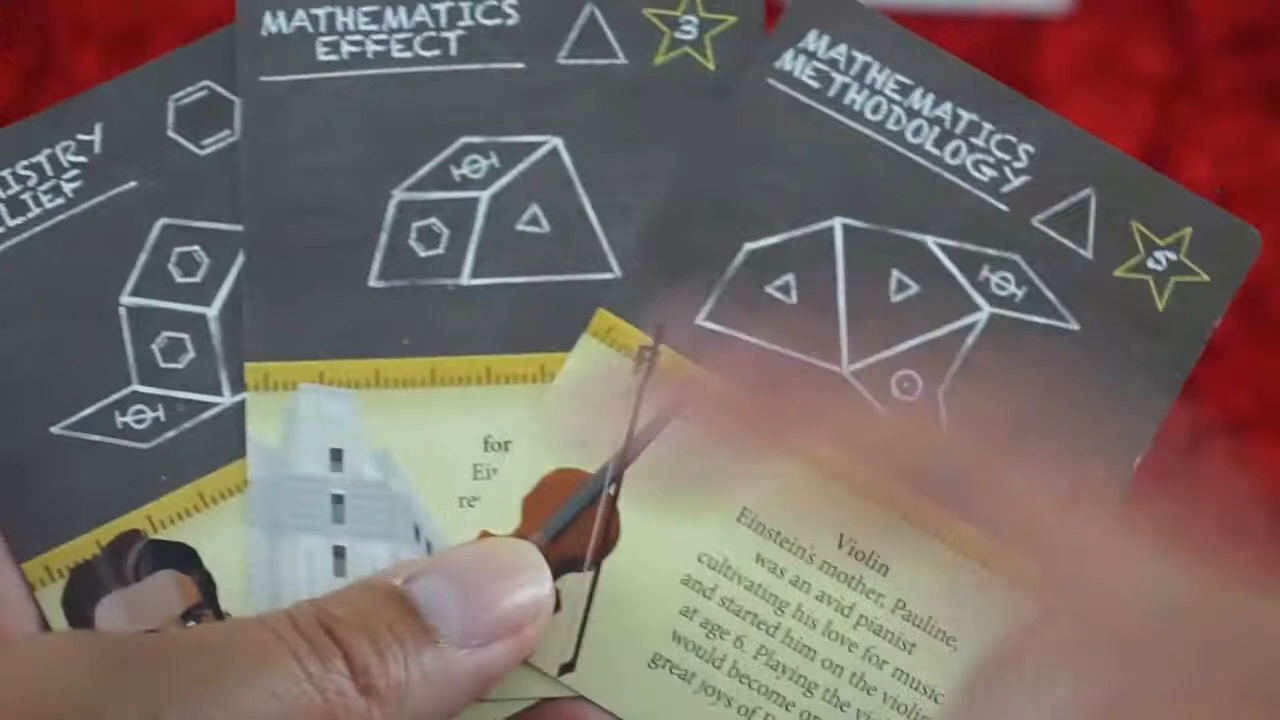 ISTRY
LIEF
MATHEMATICS
EFFECT
3
MATHEMATICS
METHODOLOGY
5
for
Violin
Einstein's mother, Pauline,
was an avid pianist
cultivating his love for music
and started him on the violin
at age 6. Playing the
would become
great joys of